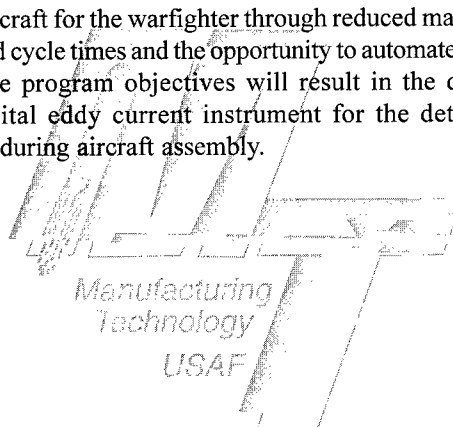 craft for the warfighter through reduced ma
d cycle times and the opportunity to automate
e program objectives will result in the d
ital eddy current instrument for the det
during aircraft assembly.
Manufacturing
Technology
USAF